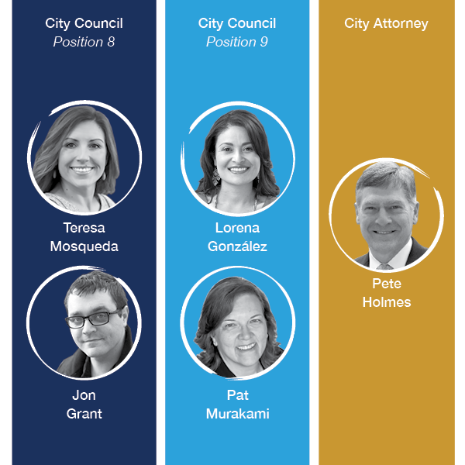 City Council
Position 8
Teresa
Mosqueda
Jon
Grant
City Council
Position 9
Lorena
González
Pat
Murakami
City Attorney
Pete
Holmes